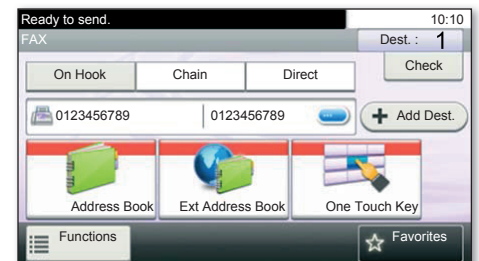 Ready to send. 10:10
FAX Dest. : 1
Check
On Hook Chain Direct
0123456789 0123456789
Add Dest.
Address Book Ext Address Book One Touch Key
Functions Favorites